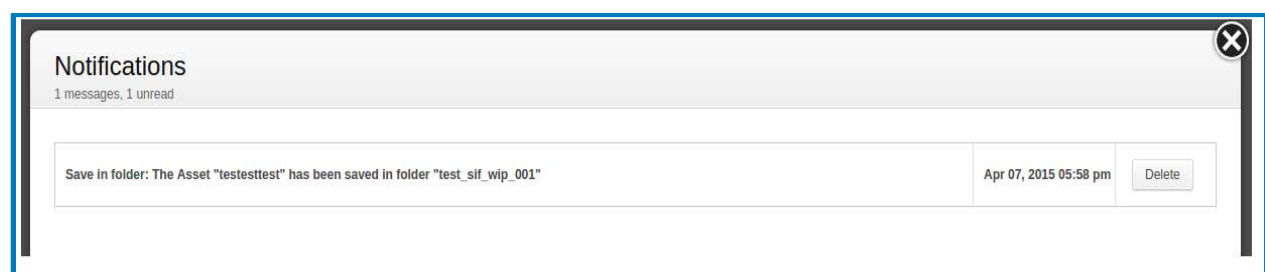 Notifications
1 messages, 1 unread
Save in folder: The Asset "testesttest" has been saved in folder "test_sif_wip_001" Apr 07, 2015 05:58 pm Delete